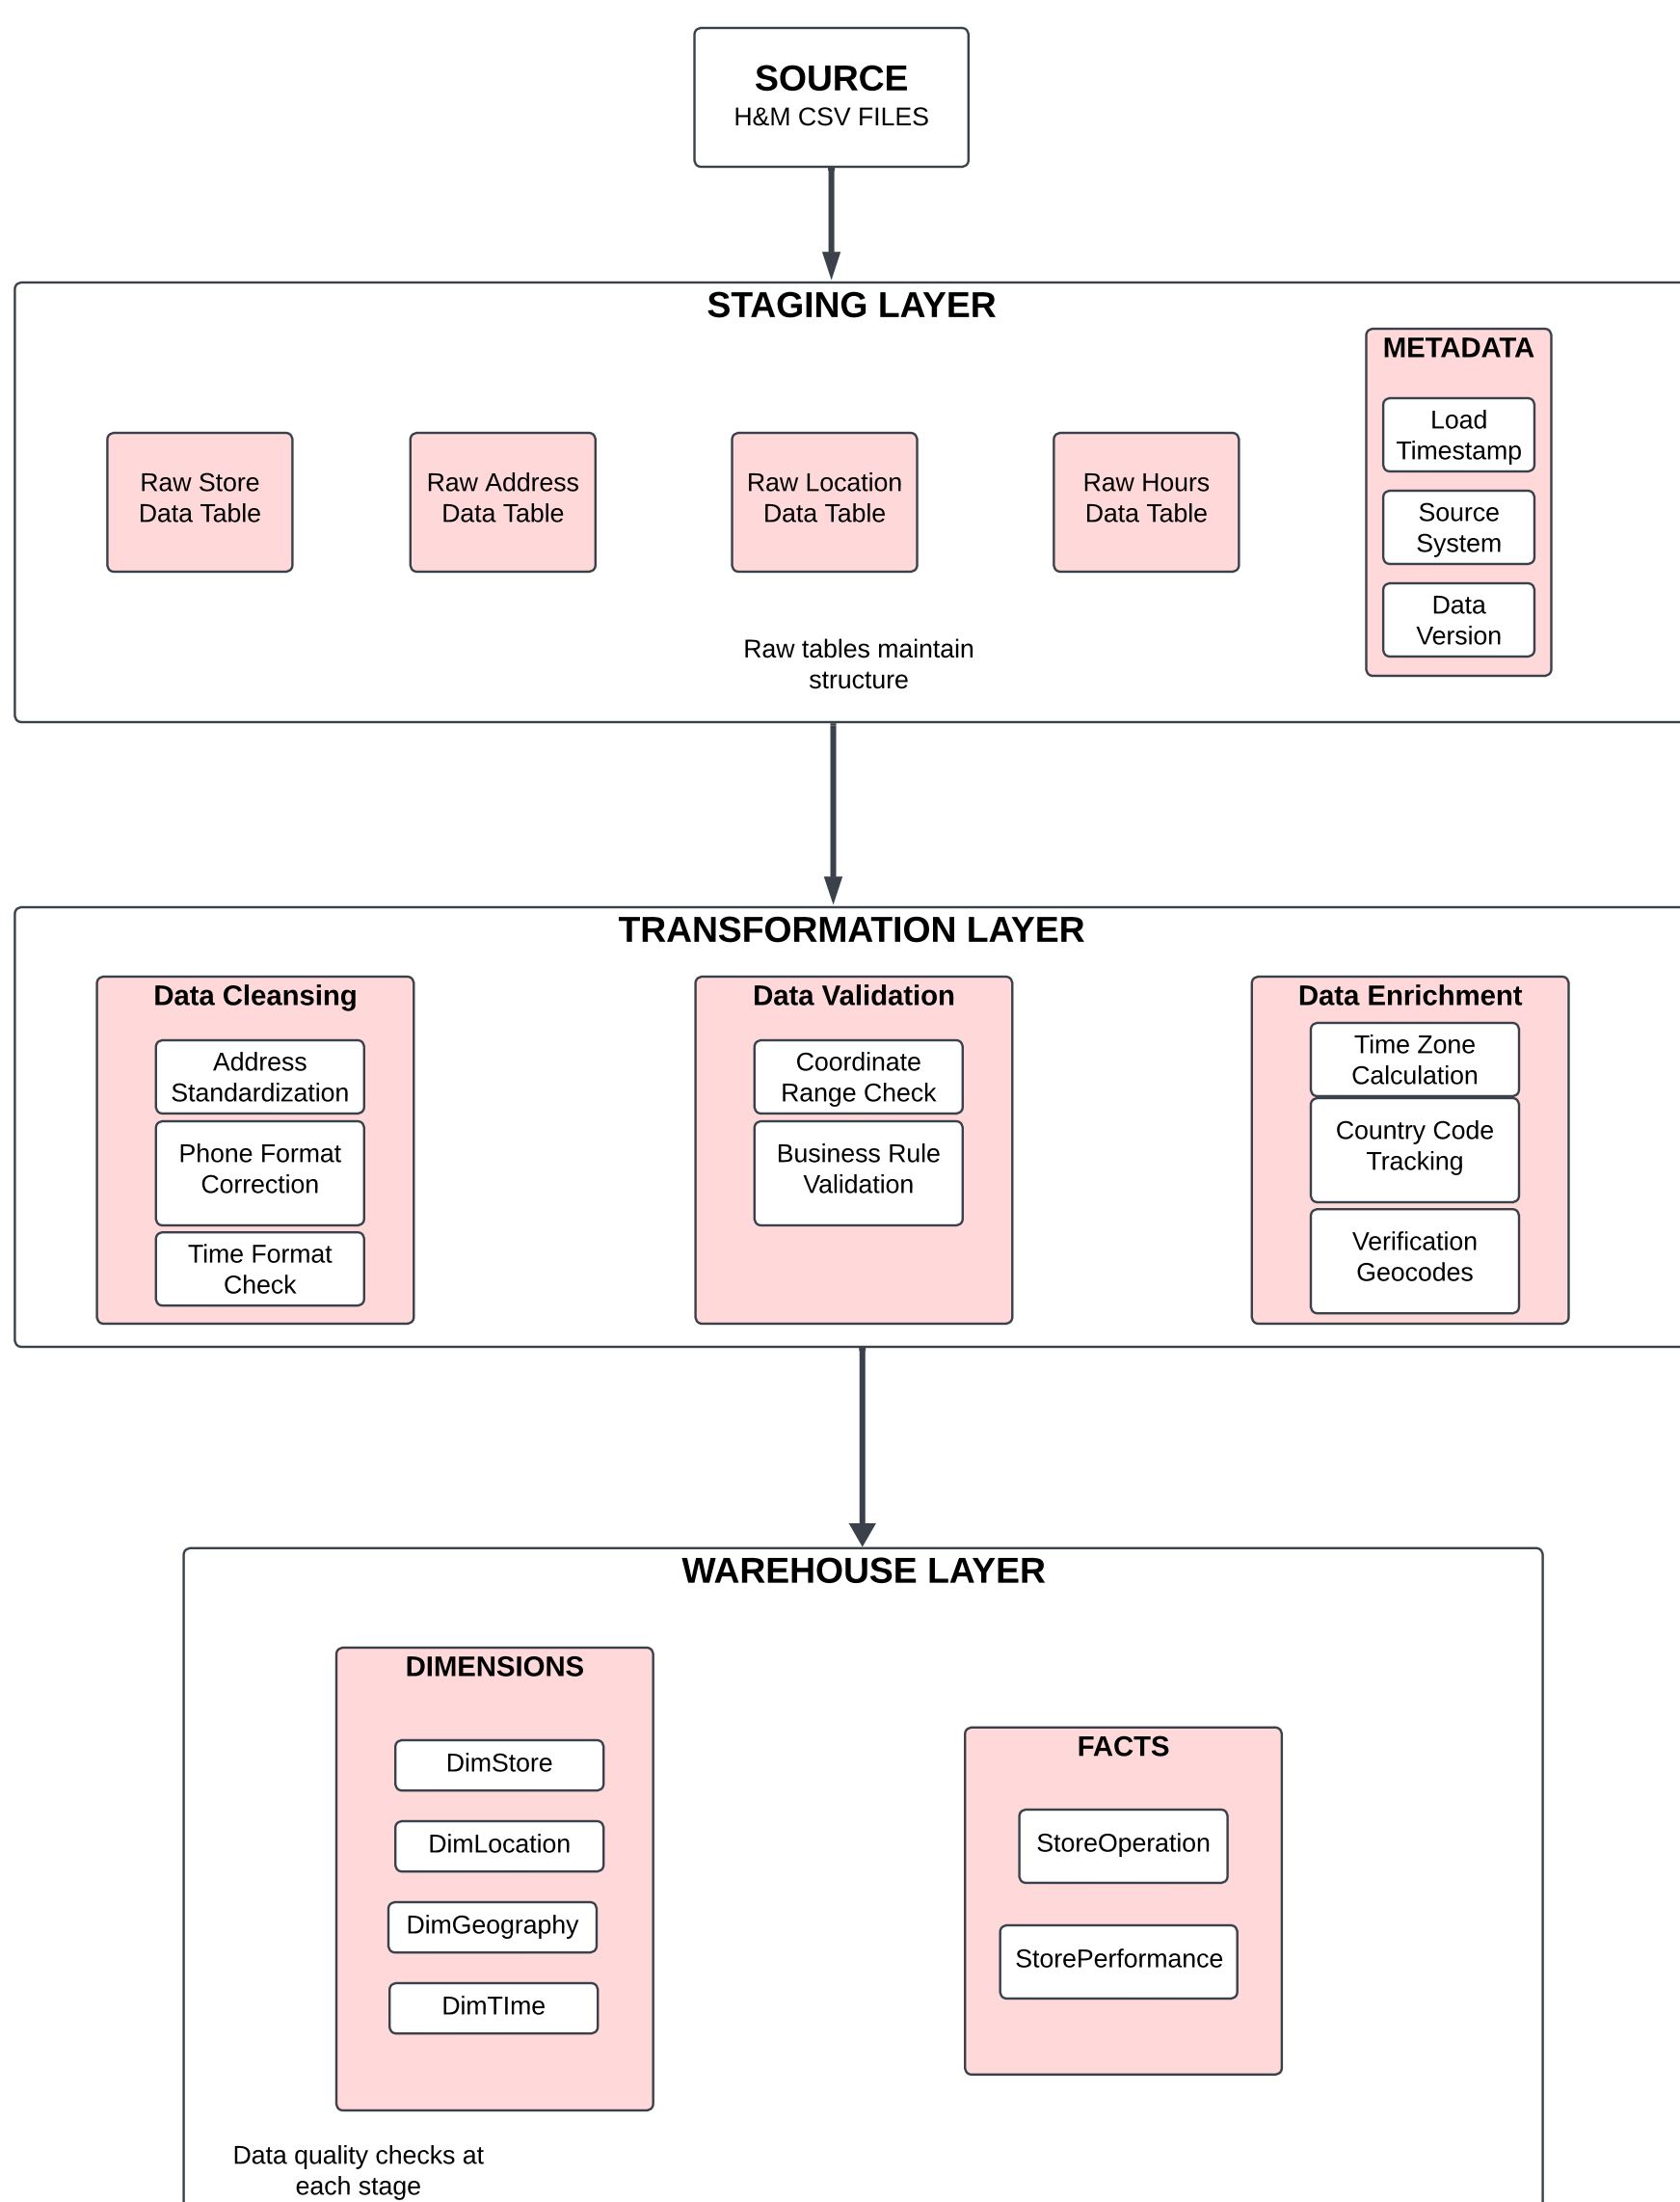 SOURCE
H&M CSV FILES
STAGING LAYER
Raw Store
Data Table
Raw Address
Data Table
Raw Location
Data Table
Raw Hours
Data Table
METADATA
Load
Timestamp
Source
System
Data
Version
Raw tables maintain
structure
TRANSFORMATION LAYER
Data Cleansing
Address
Standardization
Phone Format
Correction
Time Format
Check
Data Validation
Coordinate
Range Check
Business Rule
Validation
Data Enrichment
Time Zone
Calculation
Country Code
Tracking
Verification
Geocodes
WAREHOUSE LAYER
DIMENSIONS
DimStore
DimLocation
DimGeography
DimTIme
FACTS
StoreOperation
StorePerformance
Data quality checks at
each stage